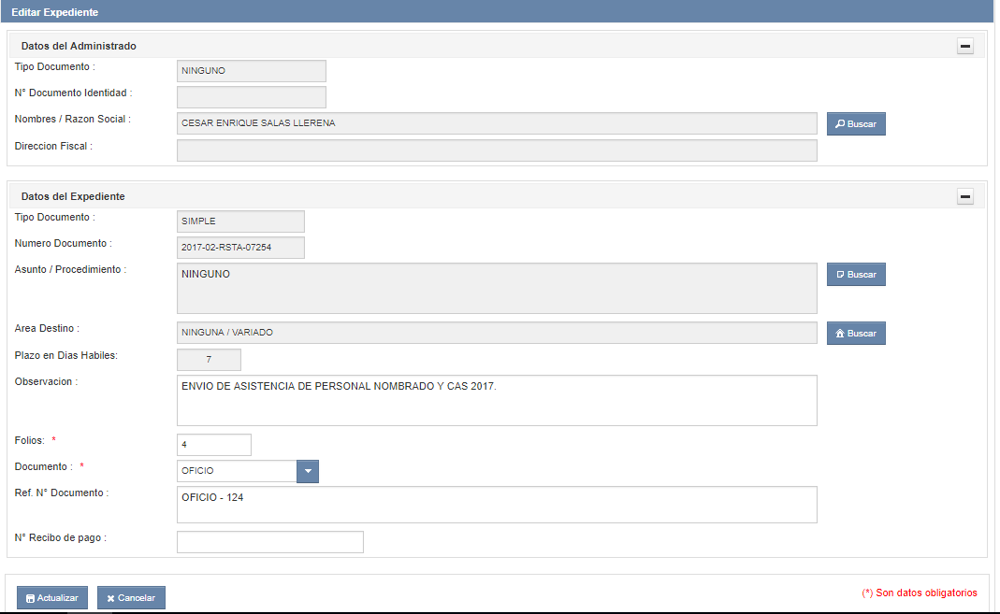 Editar Expediente
Datos del Administrado
Tipo Documento :
NINGUNO
N° Documento Identidad :
Nombres / Razon Social :
CESAR ENRIQUE SALAS LLERENA
Buscar
Direccion Fiscal :
Datos del Expediente
Tipo Documento :
SIMPLE
Numero Documento :
2017-02-RSTA-07254
Asunto / Procedimiento :
NINGUNO
Buscar
Area Destino :
NINGUNA / VARIADO
Buscar
Plazo en Dias Habiles:
7
Observacion :
ENVIO DE ASISTENCIA DE PERSONAL NOMBRADO Y CAS 2017.
Folios: *
4
Documento : *
OFICIO
Ref. N° Documento :
OFICIO - 124
N° Recibo de pago :
Actualizar
Cancelar
(*) Son datos obligatorios